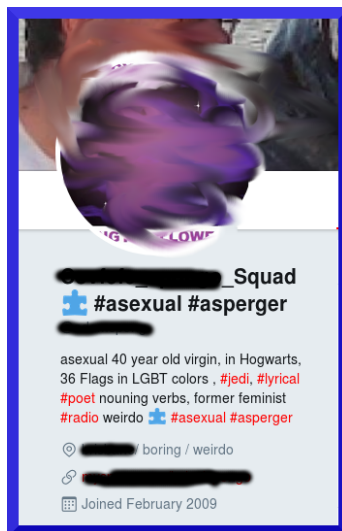 _Squad
#asexual #asperger
asexual 40 year old virgin, in Hogwarts,
36 Flags in LGBT colors , #jedi, #lyrical
#poet nouning verbs, former feminist
#radio weirdo #asexual #asperger
/ boring / weirdo
Joined February 2009